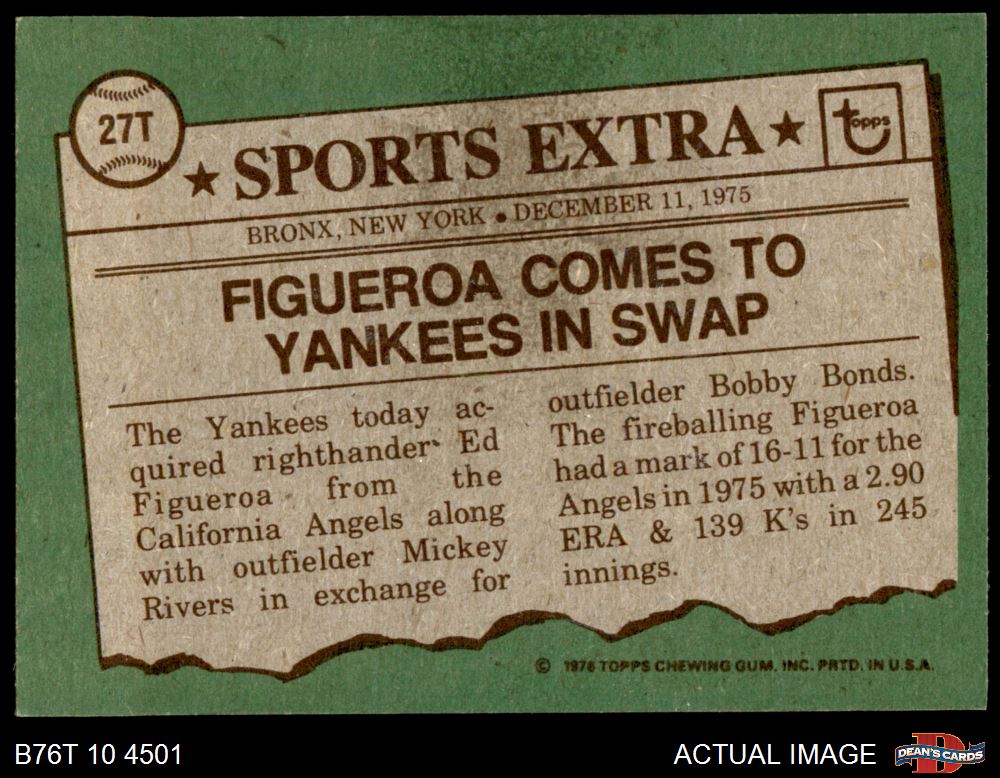 27T
★ SPORTS EXTRA ★
topps
BRONX, NEW YORK • DECEMBER 11, 1975
FIGUEROA COMES TO
YANKEES IN SWAP
The Yankees today ac-
quired righthander Ed
Figueroa from the
California Angels along
with outfielder Mickey
Rivers in exchange for
outfielder Bobby Bonds.
The fireballing Figueroa
had a mark of 16-11 for the
Angels in 1975 with a 2.90
ERA & 139 K's in 245
innings.
© 1976 TOPPS CHEWING GUM, INC. PRTD. IN U.S.A.
B76T 10 4501
ACTUAL IMAGE
DEAN'S CARDS